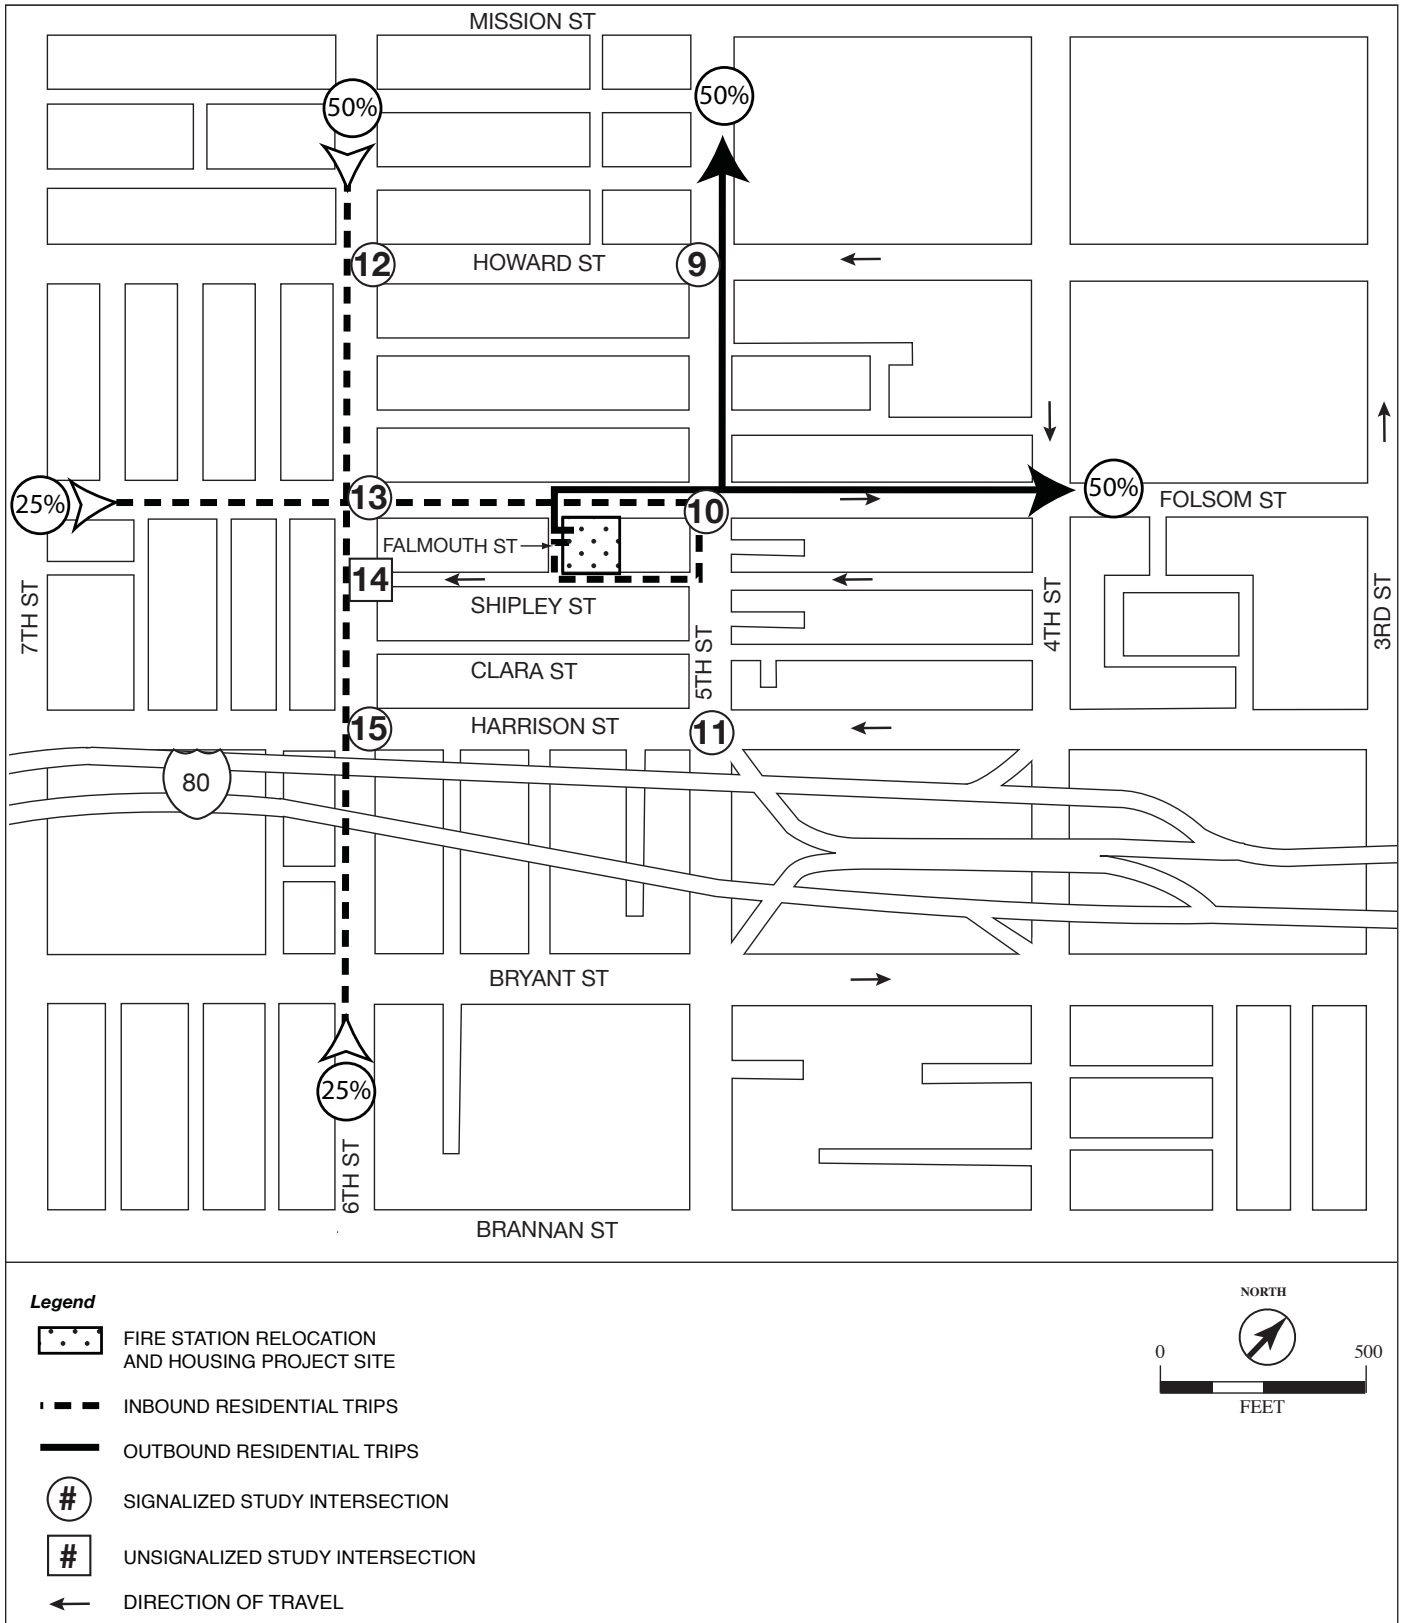 MISSION ST
50%
50%
12
HOWARD ST
9
25%
13
10
50%
FOLSOM ST
FALMOUTH ST
14
SHIPLEY ST
7TH ST
5TH ST
4TH ST
3RD ST
CLARA ST
15
HARRISON ST
11
80
BRYANT ST
25%
6TH ST
BRANNAN ST
Legend
FIRE STATION RELOCATION
AND HOUSING PROJECT SITE
INBOUND RESIDENTIAL TRIPS
OUTBOUND RESIDENTIAL TRIPS
# SIGNALIZED STUDY INTERSECTION
# UNSIGNALIZED STUDY INTERSECTION
DIRECTION OF TRAVEL
NORTH
0 500
FEET